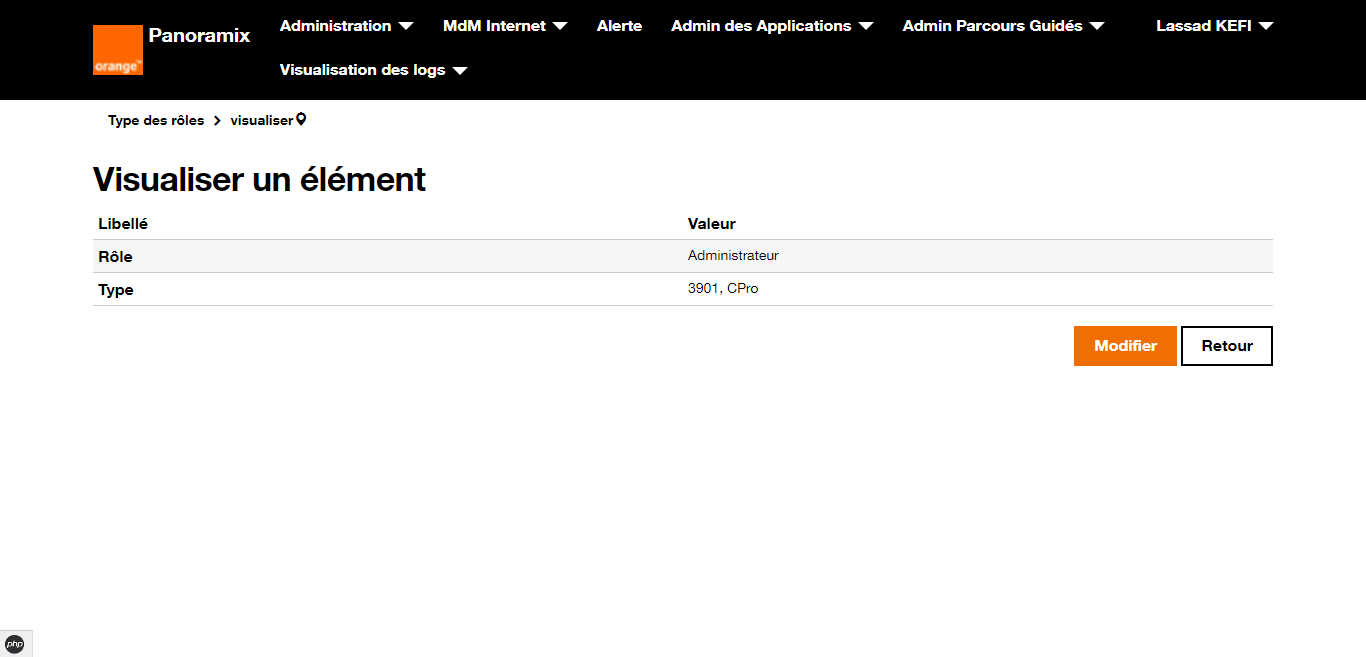 Panoramix
orange™
Administration
MdM Internet
Alerte
Admin des Applications
Admin Parcours Guidés
Lassad KEFI
Visualisation des logs
Type des rôles > visualiser
Visualiser un élément
Libellé Valeur
Rôle Administrateur
Type 3901, CPro
Modifier
Retour
php